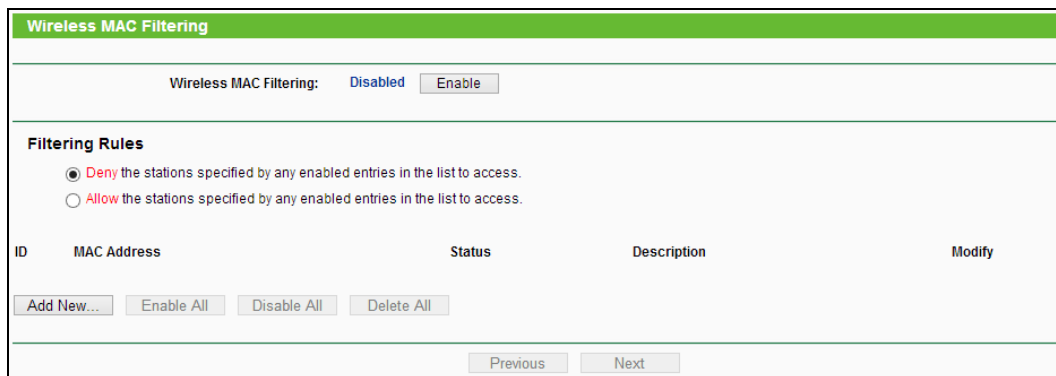 Wireless MAC Filtering
Wireless MAC Filtering: Disabled Enable
Filtering Rules
Deny the stations specified by any enabled entries in the list to access.
Allow the stations specified by any enabled entries in the list to access.
ID MAC Address Status Description Modify
Add New... Enable All Disable All Delete All
Previous Next